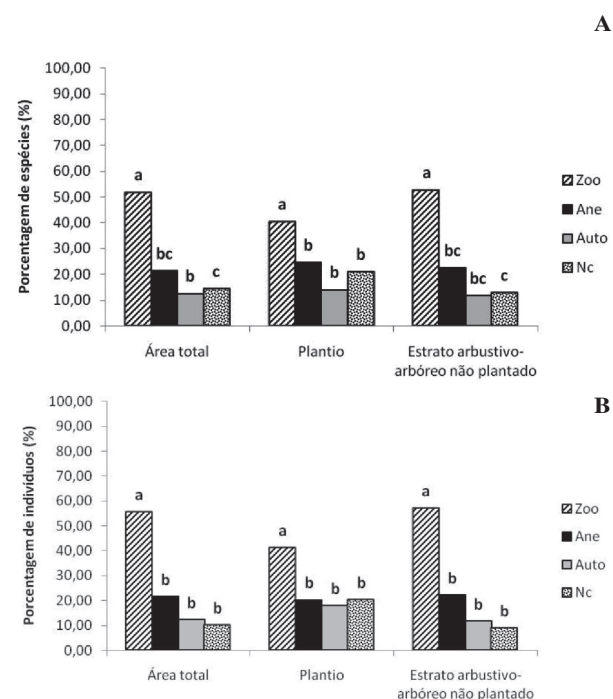 A
Porcentagem de espécies (%)
100,00
90,00
80,00
70,00
60,00
50,00
40,00
30,00
20,00
10,00
0,00
a
bc
b
c
a
b
b
b
a
bc
bc
c
Zoo
Ane
Auto
Nc
Área total
Plantio
Estrato arbustivo-
arbóreo não plantado
B
Porcentagem de indivíduos (%)
100,00
90,00
80,00
70,00
60,00
50,00
40,00
30,00
20,00
10,00
0,00
a
b
b
b
a
b
b
b
a
b
b
b
Zoo
Ane
Auto
Nc
Área total
Plantio
Estrato arbustivo-
arbóreo não plantado